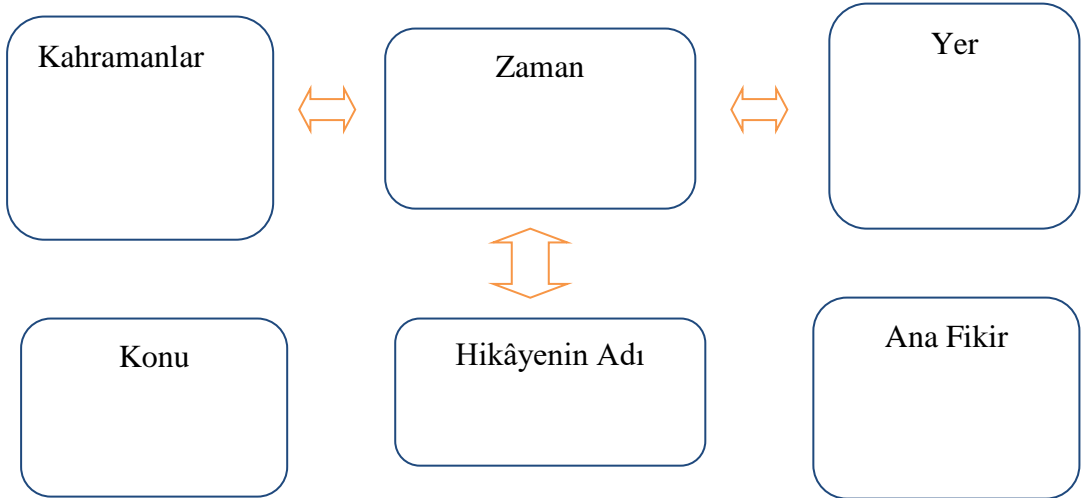 Kahramanlar
Zaman
Yer
Konu
Hikâyenin Adı
Ana Fikir